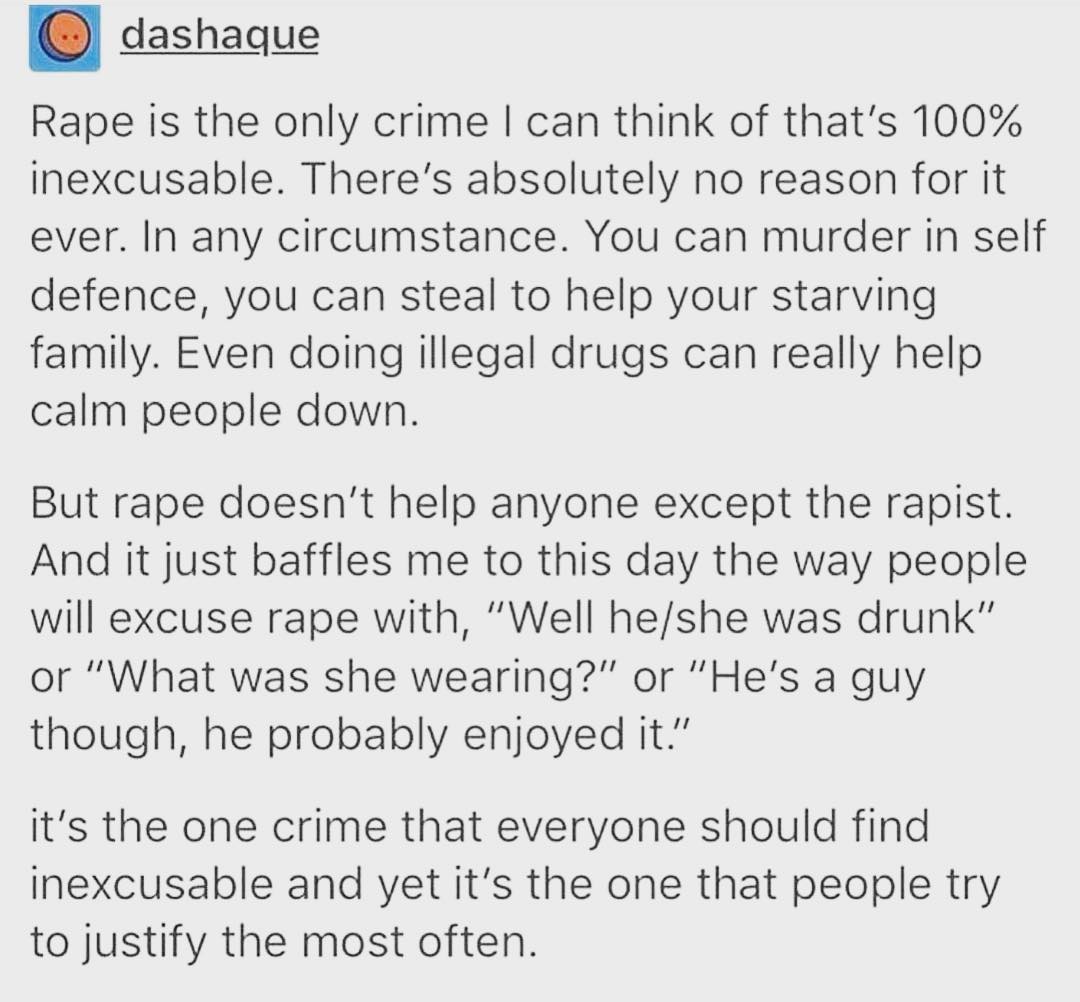 dashaque
Rape is the only crime I can think of that’s 100%
inexcusable. There’s absolutely no reason for it
ever. In any circumstance. You can murder in self
defence, you can steal to help your starving
family. Even doing illegal drugs can really help
calm people down.
But rape doesn’t help anyone except the rapist.
And it just baffles me to this day the way people
will excuse rape with, “Well he/she was drunk”
or “What was she wearing?” or “He’s a guy
though, he probably enjoyed it.”
it’s the one crime that everyone should find
inexcusable and yet it’s the one that people try
to justify the most often.